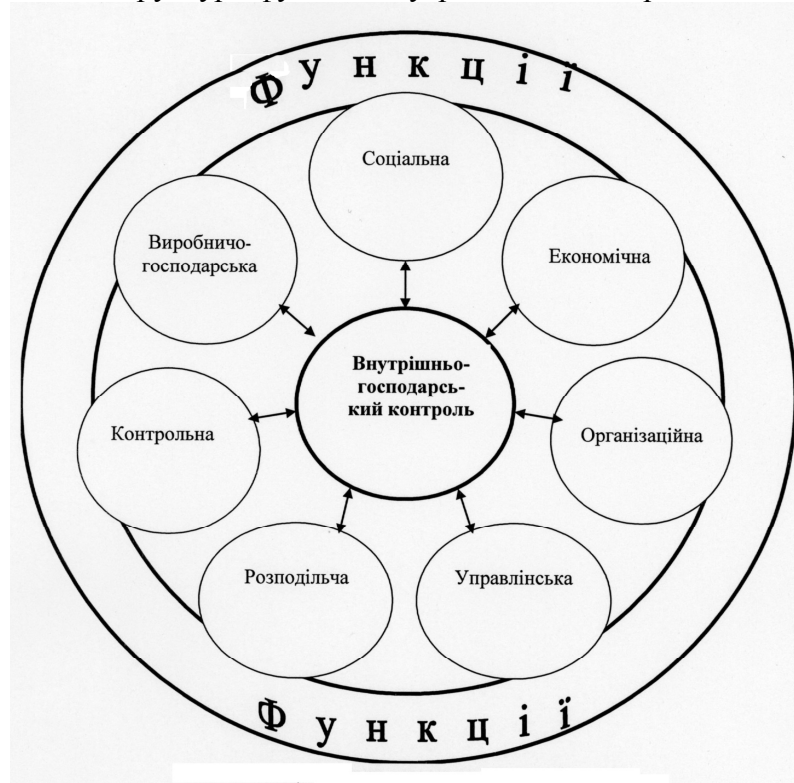 Функції
Соціальна
Виробничо-
господарська
Економічна
Внутрішньо-
господарсь-
кий контроль
Контрольна
Організаційна
Розподільча
Управлінська
Функції